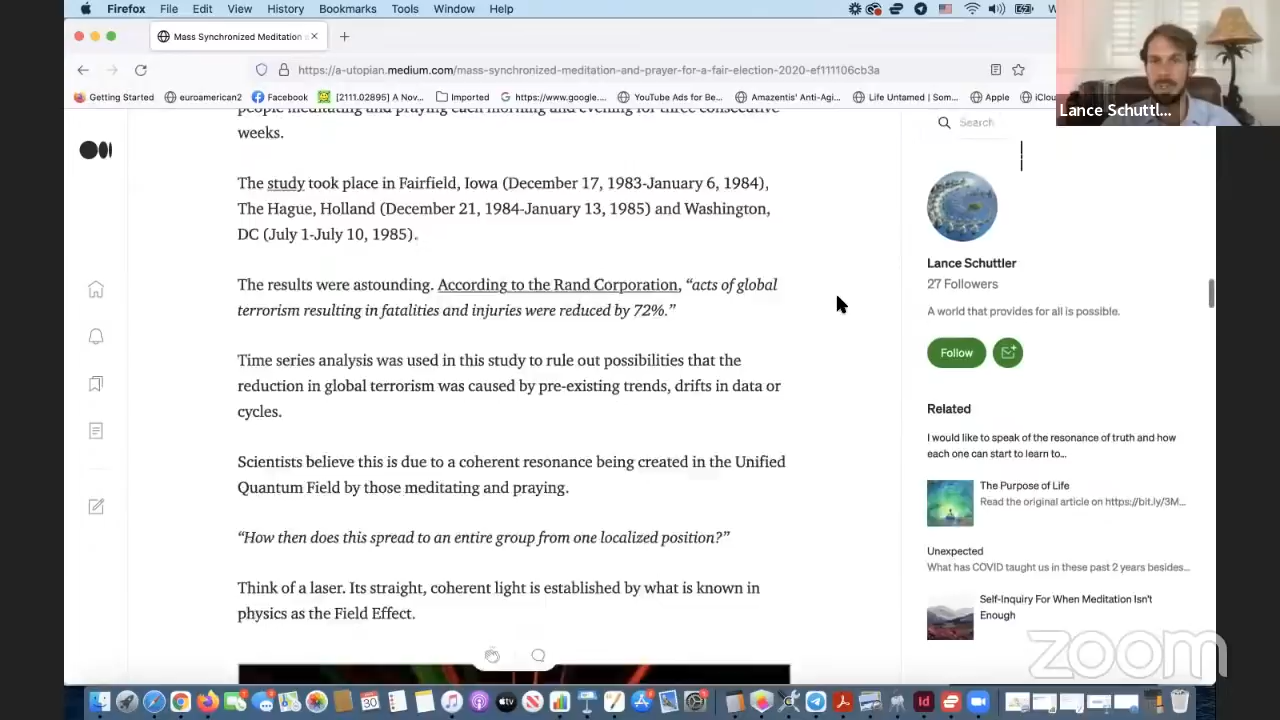 Firefox File Edit View History Bookmarks Tools Window Help
Mass Synchronized Meditation
https://a-utopian.medium.com/mass-synchronized-meditation-and-prayer-for-a-fair-election-2020-ef111106cb3a
Getting Started euroamerica2 Facebook [2111.02895] A Nov... Imported https://www.google.... YouTube Ads for Be... Amazentis' Anti-Agi... Life Untamed | Som... Apple iClou
Lance Schuttl...
people meditating and praying each morning and evening for three consecutive
weeks.
The study took place in Fairfield, Iowa (December 17, 1983-January 6, 1984),
The Hague, Holland (December 21, 1984-January 13, 1985) and Washington,
DC (July 1-July 10, 1985).
The results were astounding. According to the Rand Corporation, “acts of global
terrorism resulting in fatalities and injuries were reduced by 72%.”
Time series analysis was used in this study to rule out possibilities that the
reduction in global terrorism was caused by pre-existing trends, drifts in data or
cycles.
Scientists believe this is due to a coherent resonance being created in the Unified
Quantum Field by those meditating and praying.
“How then does this spread to an entire group from one localized position?”
Think of a laser. Its straight, coherent light is established by what is known in
physics as the Field Effect.
Search
Lance Schuttler
27 Followers
A world that provides for all is possible.
Follow
Related
I would like to speak of the resonance of truth and how
each one can start to learn to...
The Purpose of Life
Read the original article on https://bit.ly/3M...
Unexpected
What has COVID taught us in these past 2 years besides...
Self-Inquiry For When Meditation Isn't
Enough
zoom
tv
Id